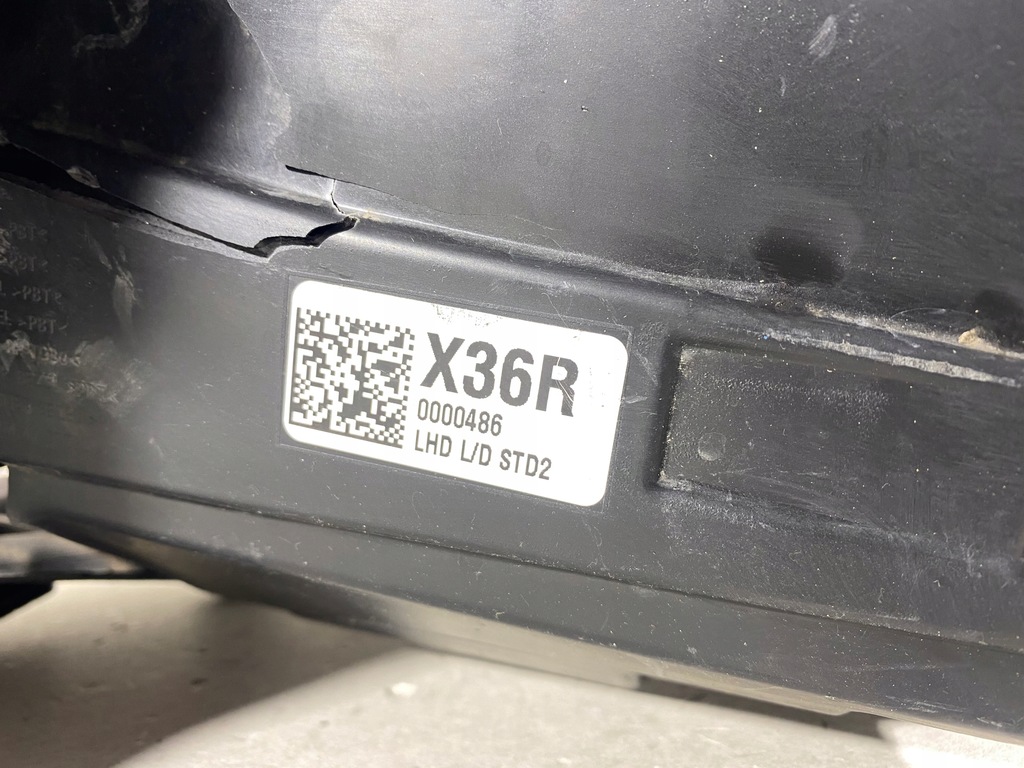 X36R
0000486
LHD L/D STD2